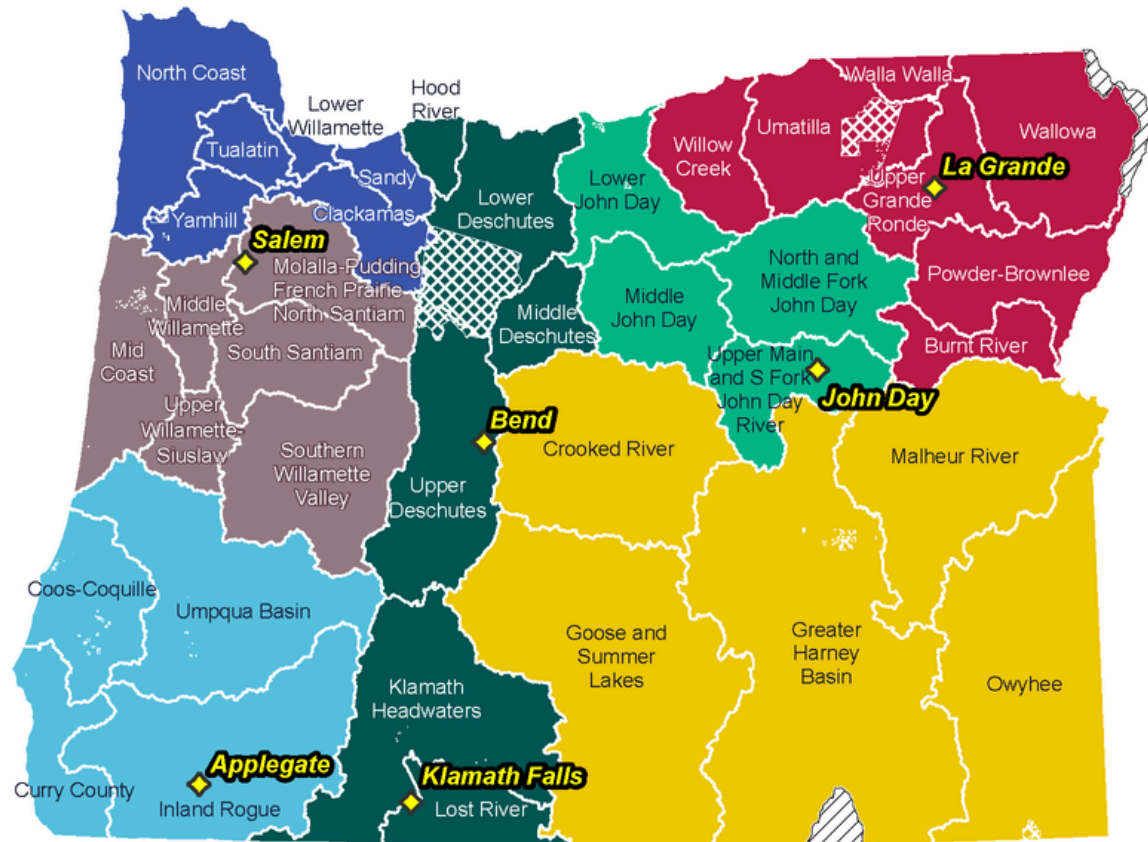 North Coast
Lower
Willamette
Hood
River
Tualatin
Sandy
Yamhill
Clackamas
Lower
Deschutes
Lower
John Day
Willow
Creek
Umatilla
Walla Walla
Wallowa
La Grande
Upper
Grande
Ronde
Salem
Molalla-Pudding
French Prairie
North Santiam
Middle
Willamette
Mid
Coast
South Santiam
Upper
Willamette-
Siuslaw
Southern
Willamette
Valley
Middle
Deschutes
Middle
John Day
North and
Middle Fork
John Day
Powder-Brownlee
Burnt River
Upper Main
and S Fork
John Day
River
John Day
Bend
Upper
Deschutes
Crooked River
Malheur River
Coos-Coquille
Umpqua Basin
Goose and
Summer
Lakes
Greater
Harney
Basin
Owyhee
Klamath
Headwaters
Applegate
Klamath Falls
Curry County
Inland Rogue
Lost River